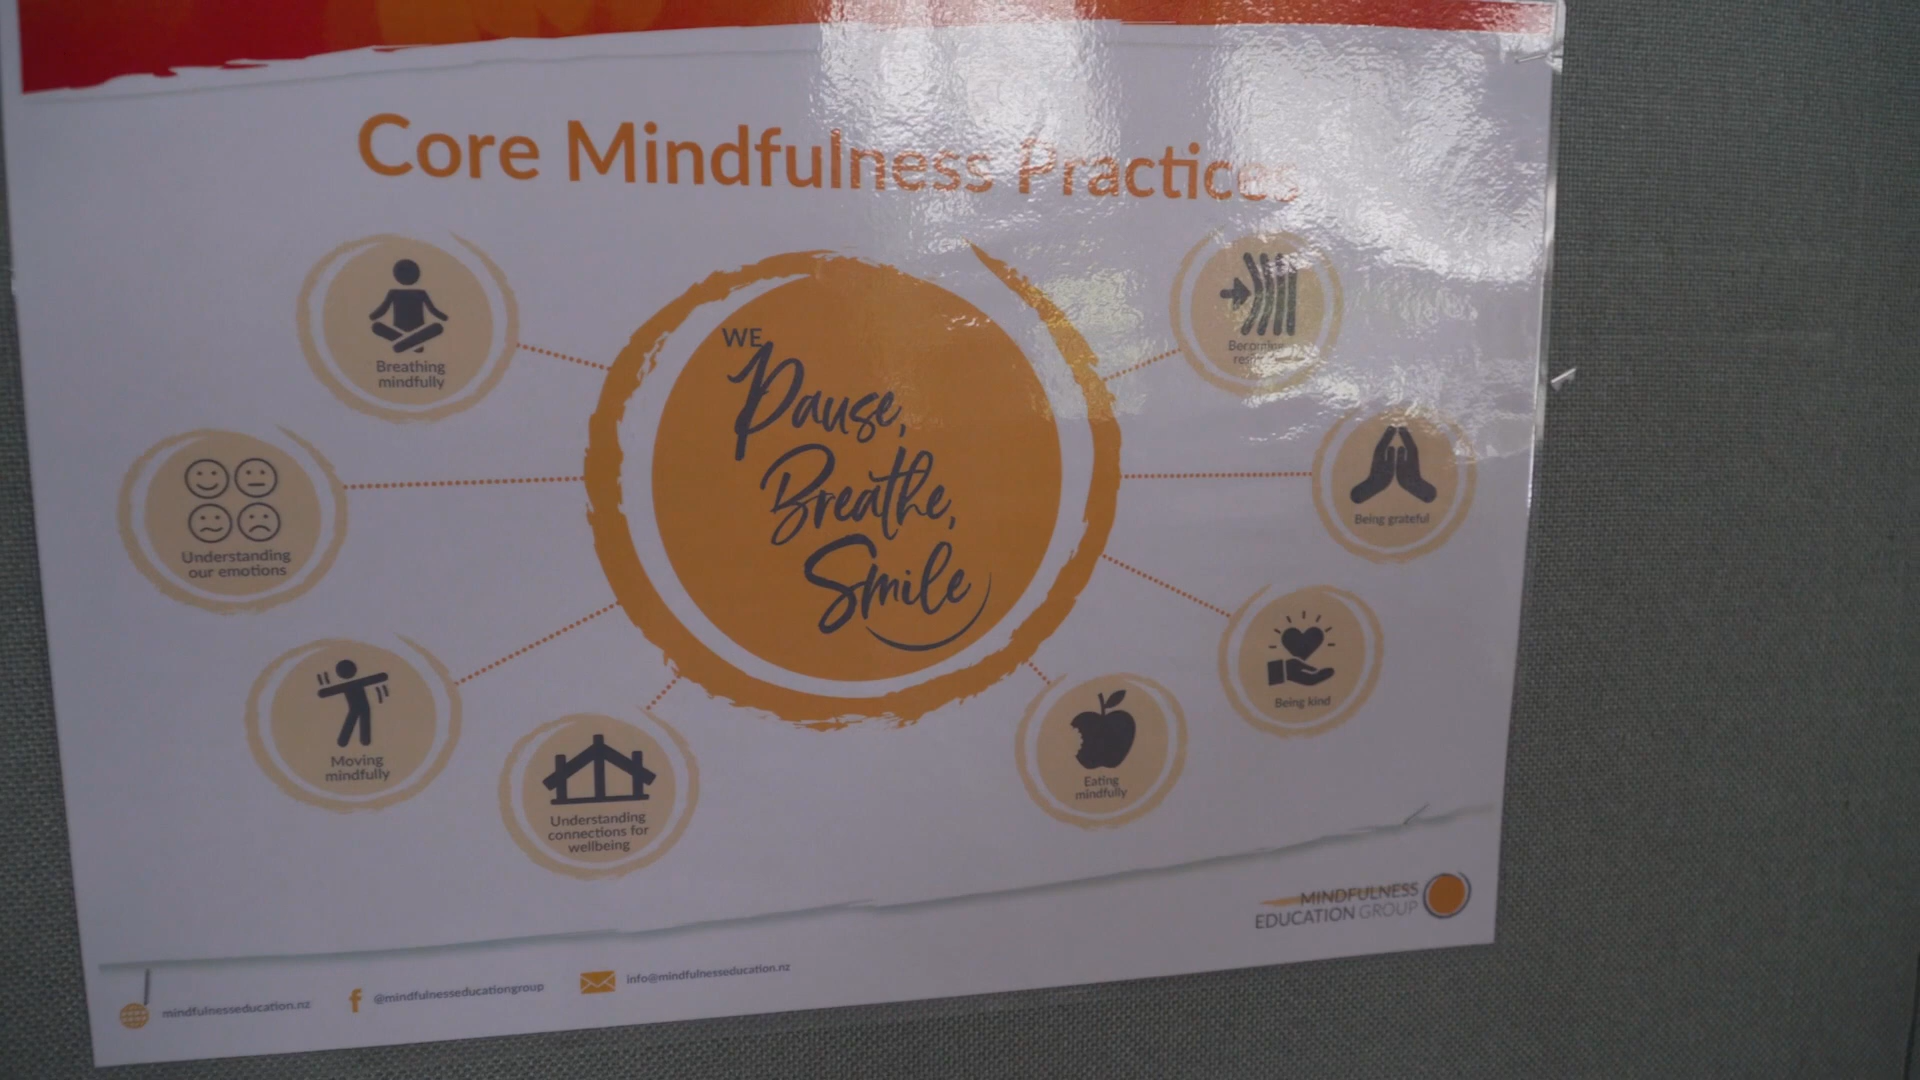 Core Mindfulness Practices
WE
Pause,
Breathe,
Smile
Breathing
mindfully
Understanding
our emotions
Moving
mindfully
Understanding
connections for
wellbeing
Becoming
Being grateful
Being kind
Eating
mindfully
MINDFULNESS
EDUCATION GROUP
mindfulnesseducation.nz
@mindfulnesseducationgroup
info@mindfulnesseducation.nz